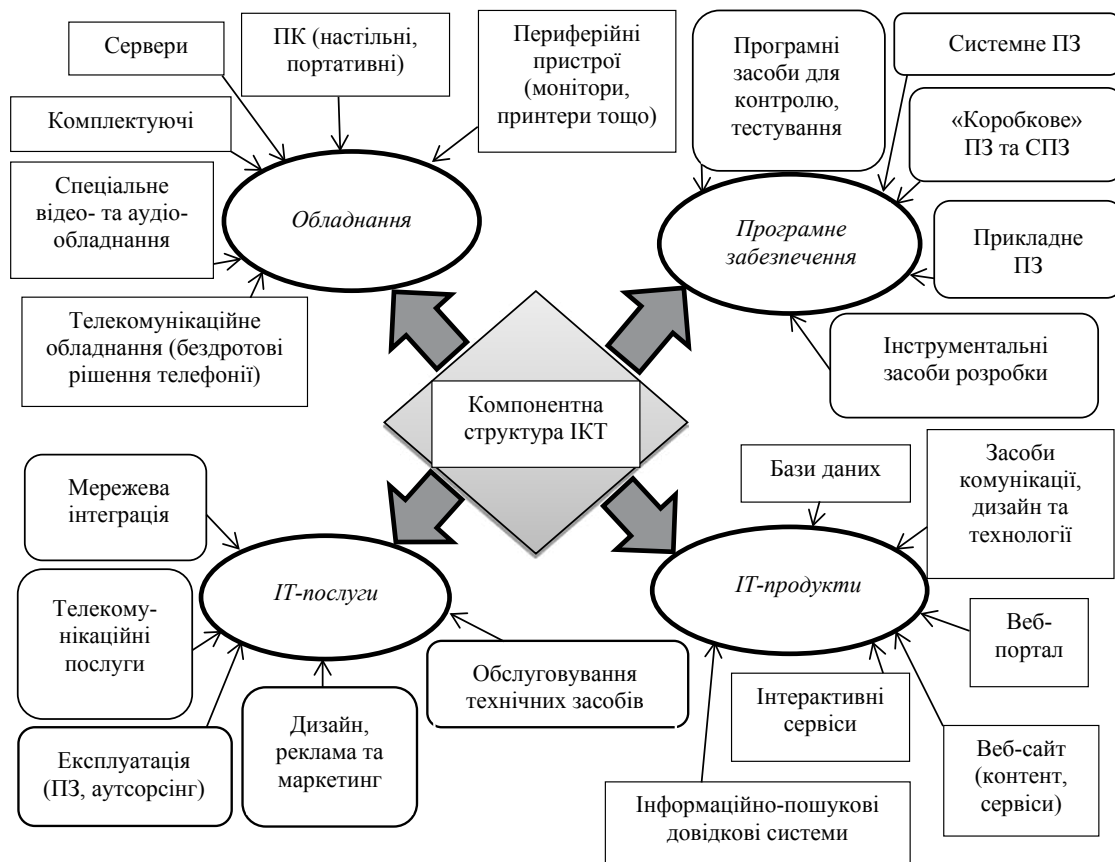 Сервери
ПК (настільні,
портативні)
Периферійні
пристрої
(монітори,
принтери тощо)
Комплектуючі
Спеціальне
відео- та аудіо-
обладнання
Обладнання
Телекомунікаційне
обладнання (бездротові
рішення телефонії)
Програмні
засоби для
контролю,
тестування
Системне ПЗ
«Коробкове»
ПЗ та СПЗ
Програмне
забезпечення
Прикладне
ПЗ
Інструментальні
засоби розробки
Компонентна
структура ІКТ
Мережева
інтеграція
ІТ-послуги
Телекому-
нікаційні
послуги
Експлуатація
(ПЗ, аутсорсінг)
Дизайн,
реклама та
маркетинг
Обслуговування
технічних засобів
Бази даних
Засоби
комунікації,
дизайн та
технології
ІТ-продукти
Веб-
портал
Інтерактивні
сервіси
Веб-сайт
(контент,
сервіси)
Інформаційно-пошукові
довідкові системи